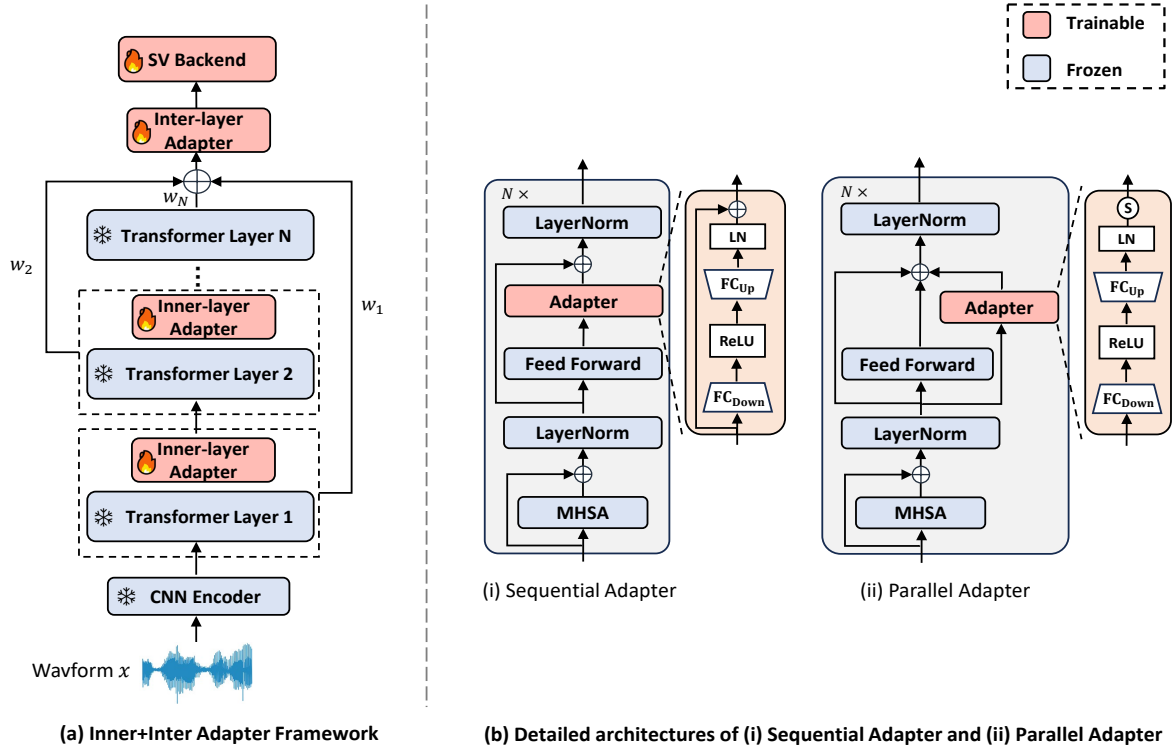 SV Backend
Inter-layer
Adapter
w_N
Transformer Layer N
w_2
w_1
Inner-layer
Adapter
Transformer Layer 2
Inner-layer
Adapter
Transformer Layer 1
CNN Encoder
Wavform x
(a) Inner+Inter Adapter Framework
Trainable
Frozen
N ×
LayerNorm
Adapter
Feed Forward
LayerNorm
MHSA
LN
FC_Up
ReLU
FC_Down
(i) Sequential Adapter
N ×
LayerNorm
Adapter
Feed Forward
LayerNorm
MHSA
S
LN
FC_Up
ReLU
FC_Down
(ii) Parallel Adapter
(b) Detailed architectures of (i) Sequential Adapter and (ii) Parallel Adapter